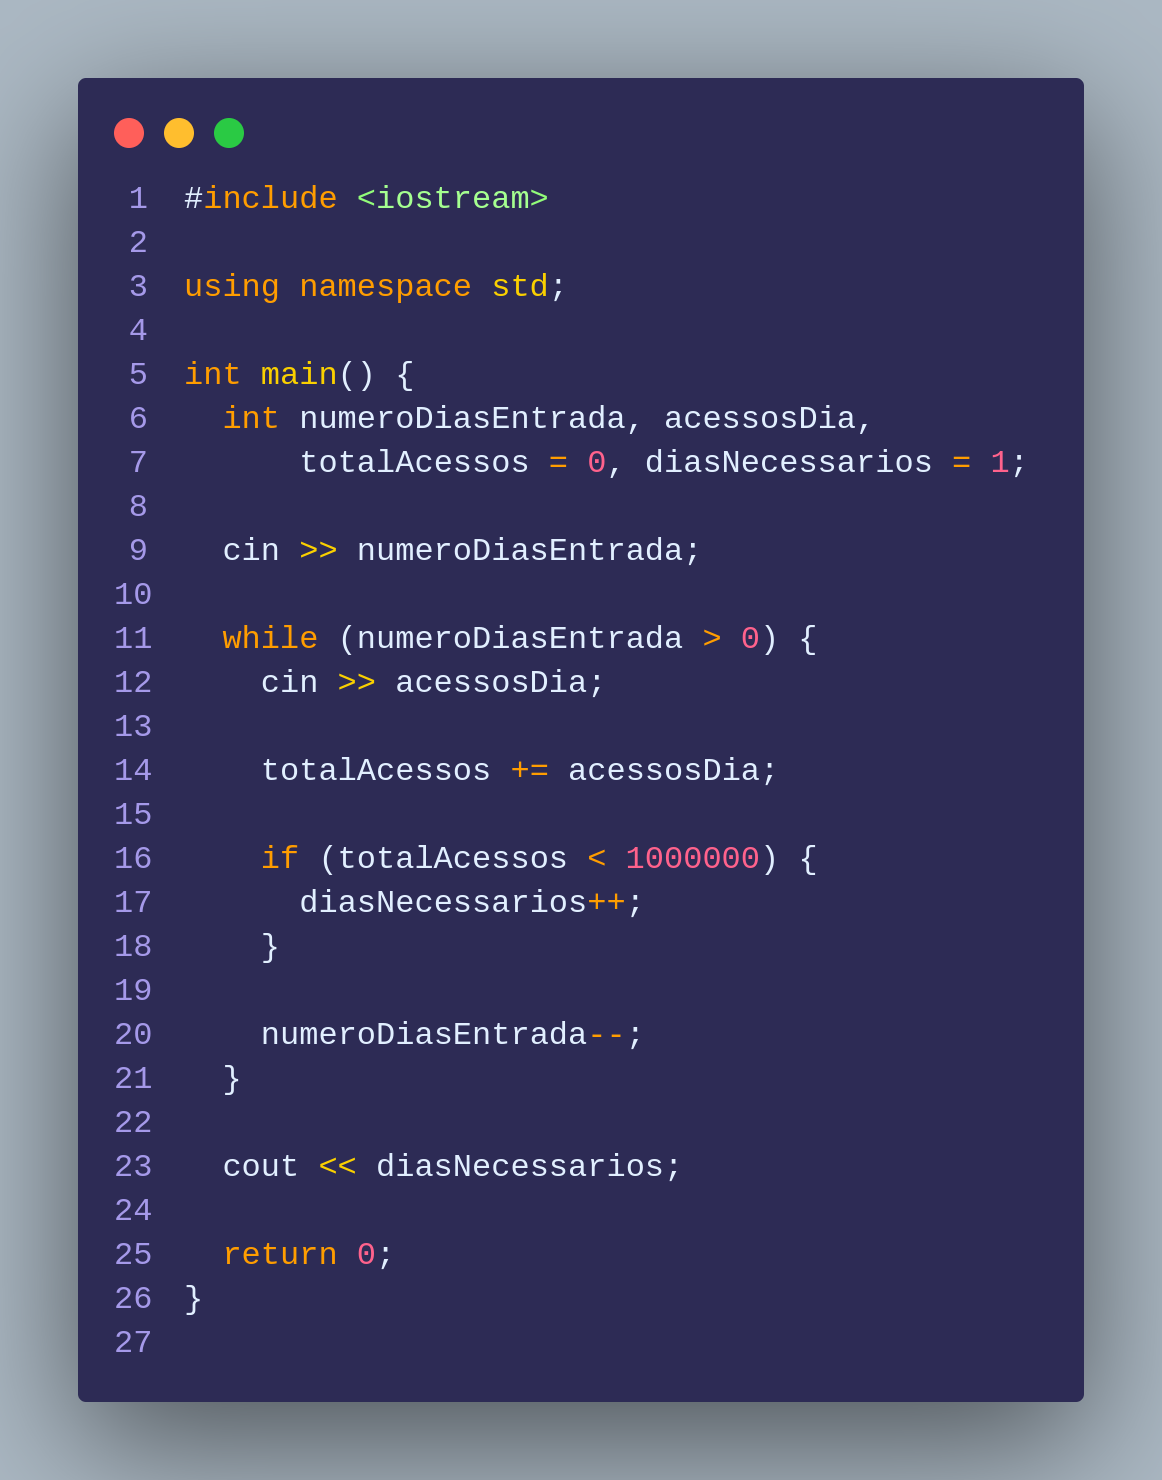 1 #include <iostream>
2
3 using namespace std;
4
5 int main() {
6   int numeroDiasEntrada, acessosDia,
7       totalAcessos = 0, diasNecessarios = 1;
8
9   cin >> numeroDiasEntrada;
10
11   while (numeroDiasEntrada > 0) {
12     cin >> acessosDia;
13
14     totalAcessos += acessosDia;
15
16     if (totalAcessos < 1000000) {
17       diasNecessarios++;
18     }
19
20     numeroDiasEntrada--;
21   }
22
23   cout << diasNecessarios;
24
25   return 0;
26 }
27